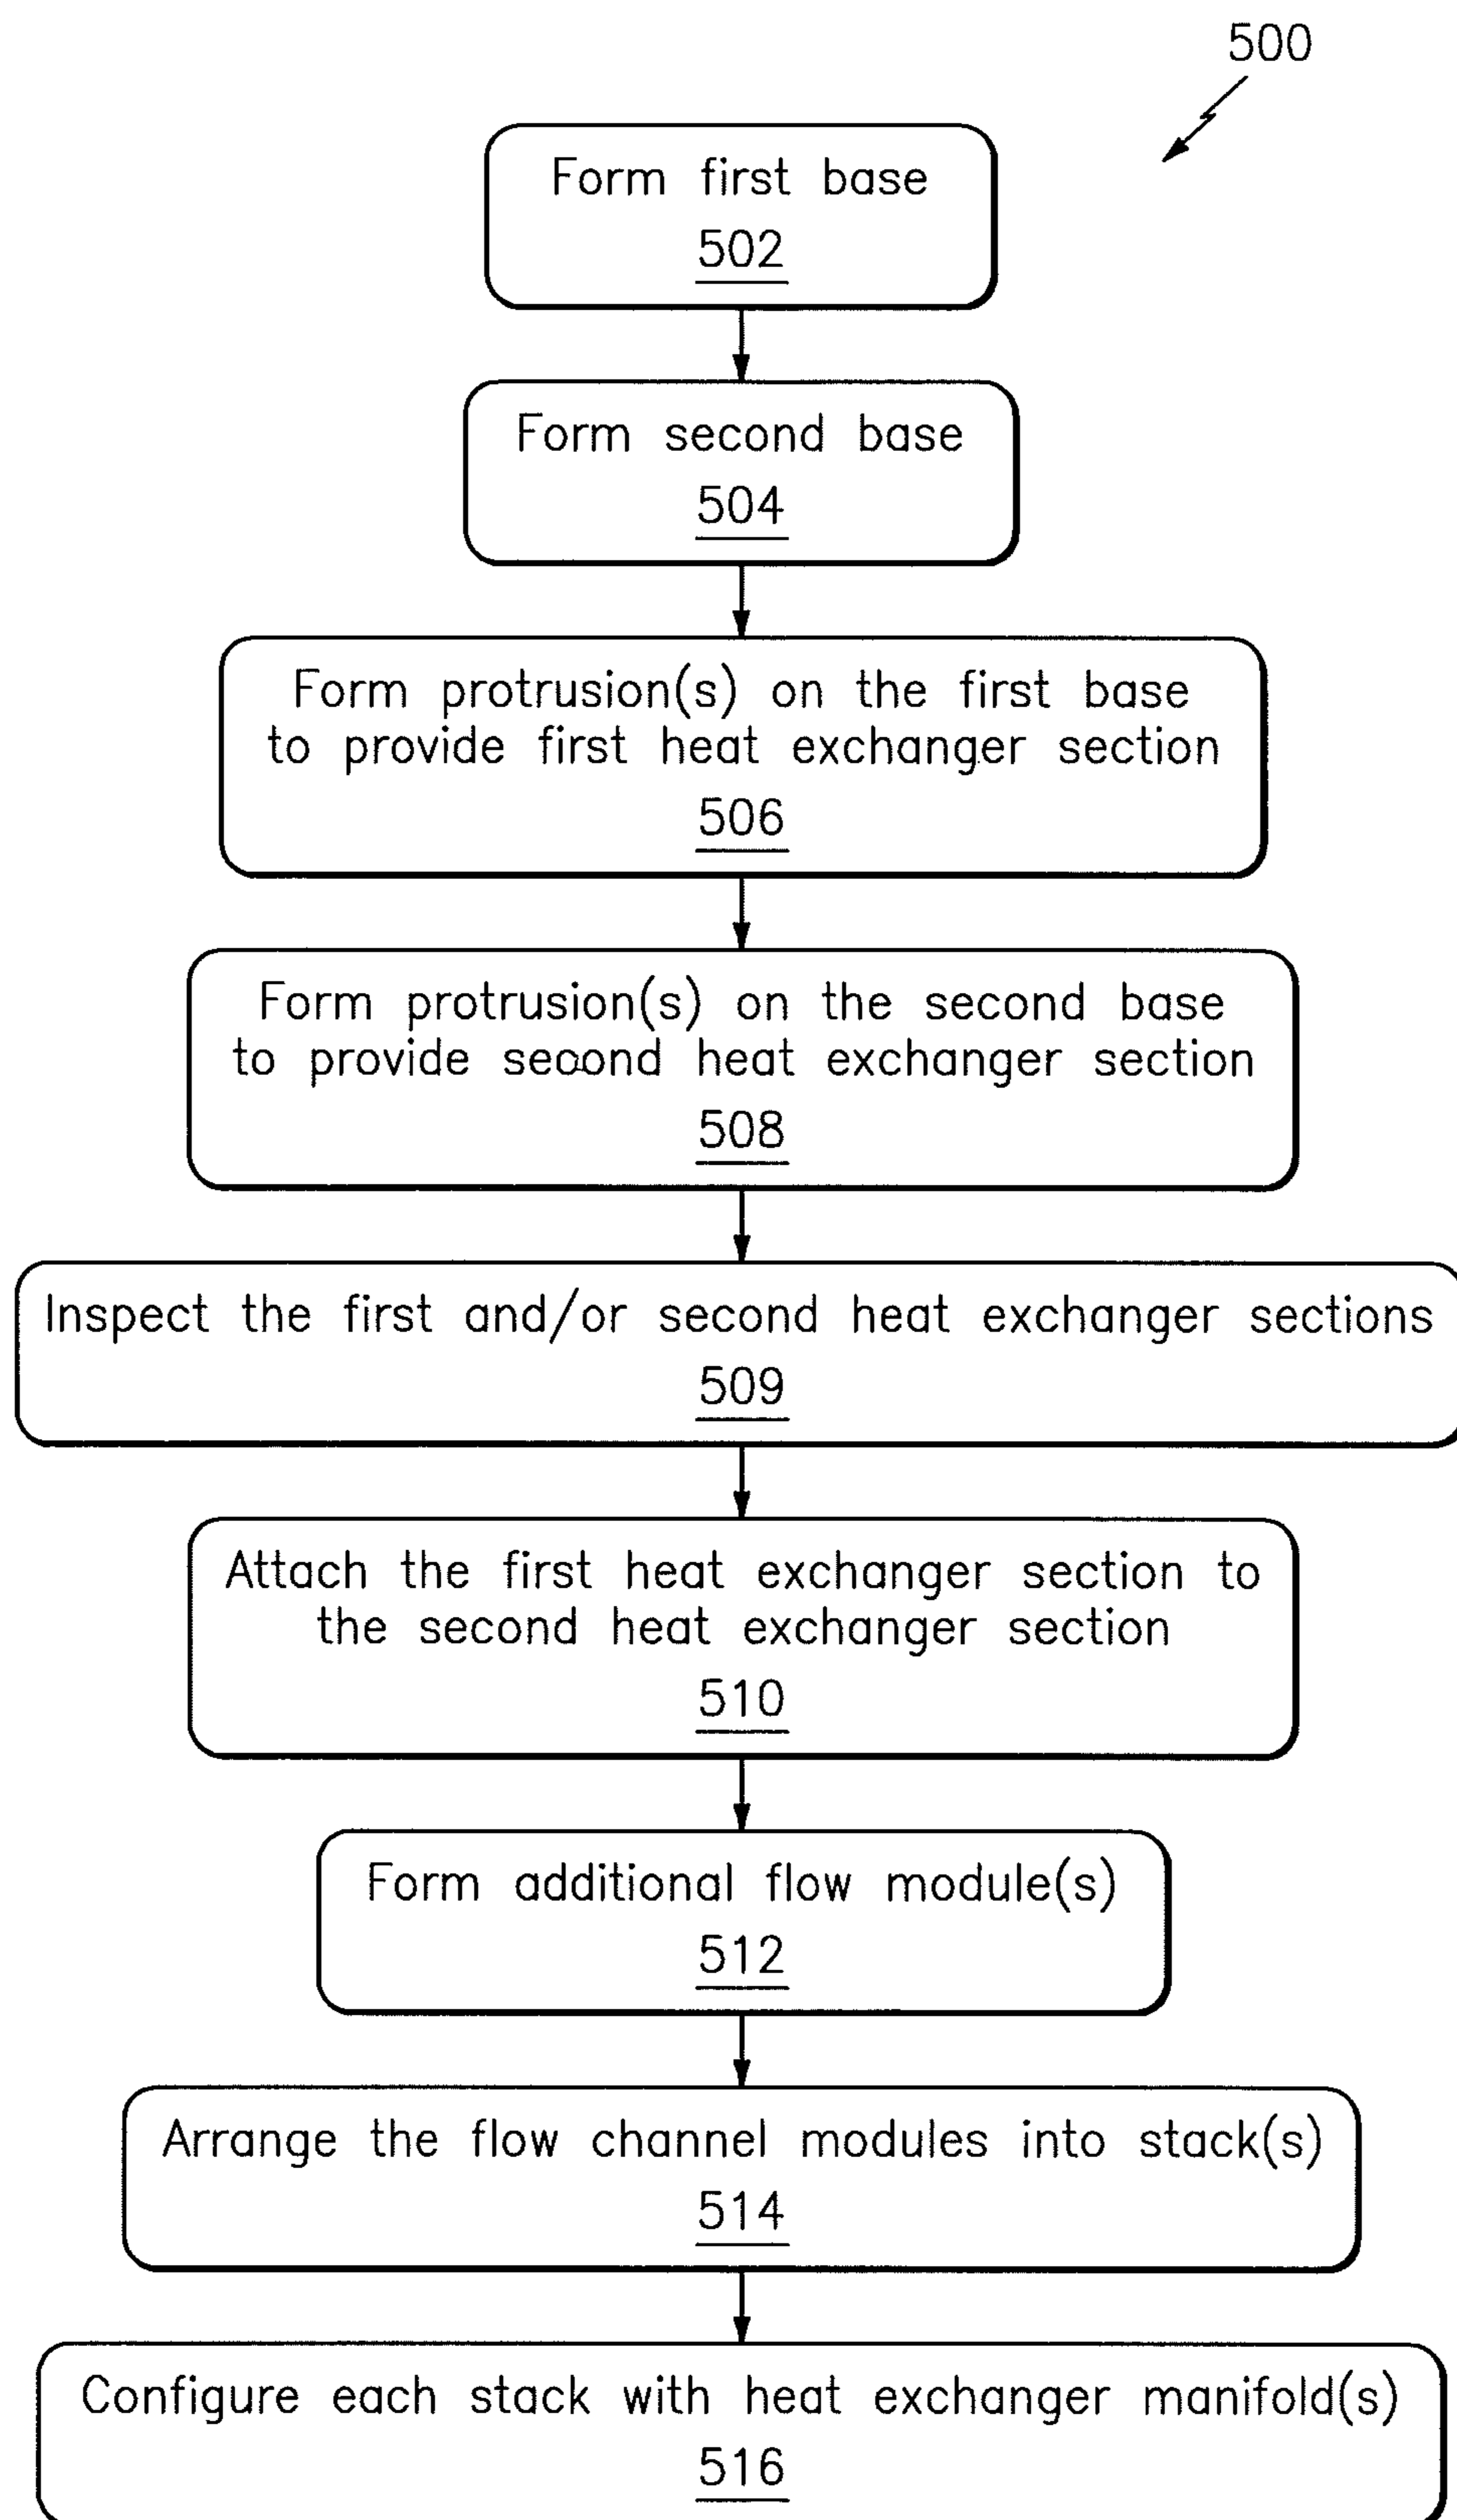 500
Form first base
502
Form second base
504
Form protrusion(s) on the first base
to provide first heat exchanger section
506
Form protrusion(s) on the second base
to provide second heat exchanger section
508
Inspect the first and/or second heat exchanger sections
509
Attach the first heat exchanger section to
the second heat exchanger section
510
Form additional flow module(s)
512
Arrange the flow channel modules into stack(s)
514
Configure each stack with heat exchanger manifold(s)
516